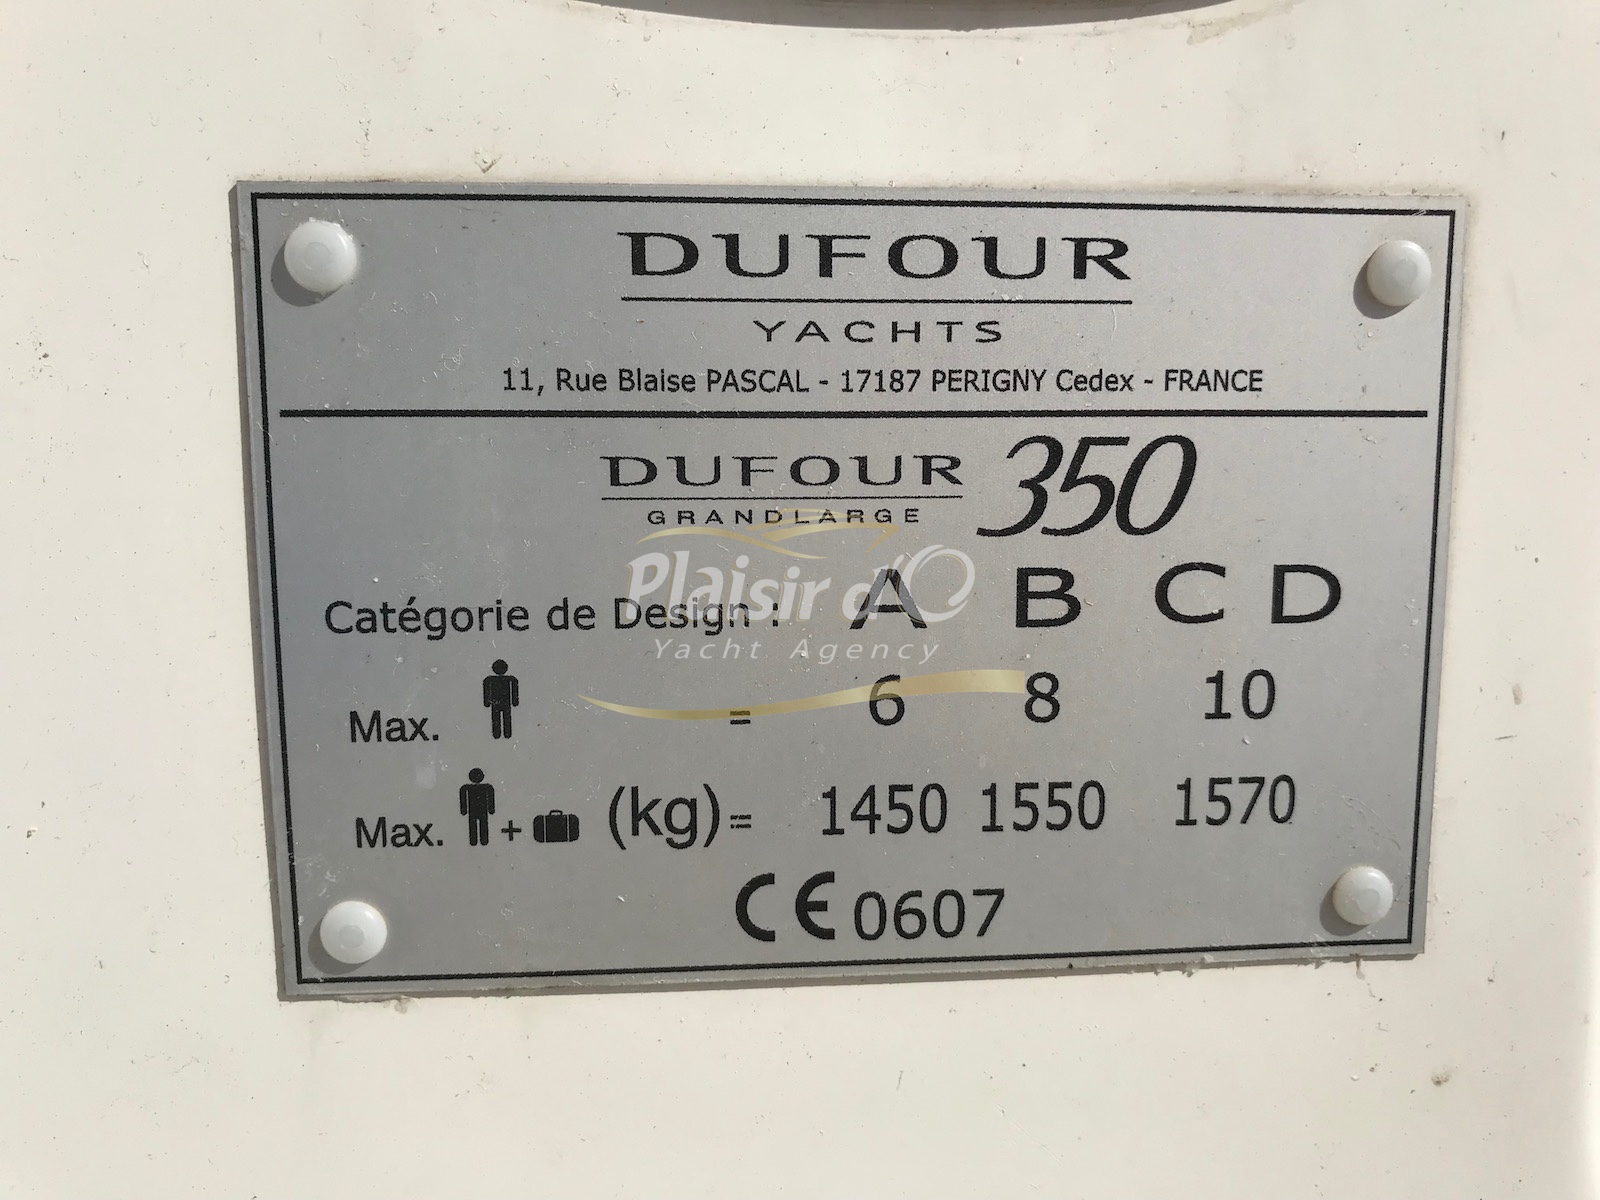 DUFOUR
YACHTS
11, Rue Blaise PASCAL - 17187 PERIGNY Cedex - FRANCE
DUFOUR 350
GRANDLARGE
Plaisir d'O
Yacht Agency
Catégorie de Design : A B C D
Max. = 6 8 10
Max. + (kg) = 1450 1550 1570
CE 0607